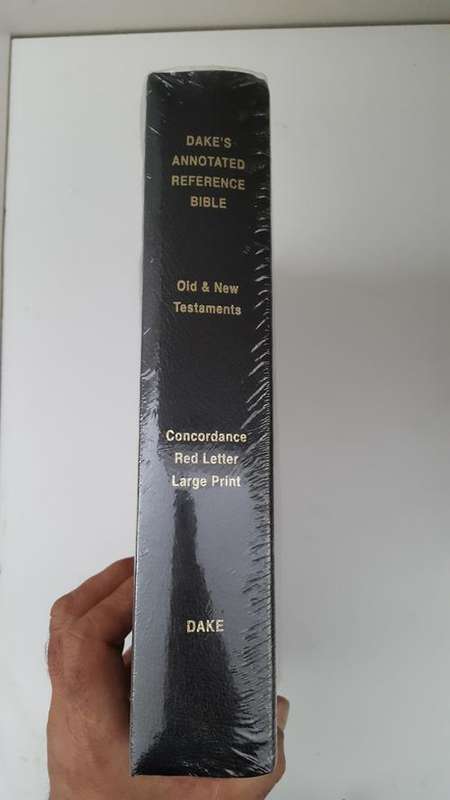 DAKE'S
ANNOTATED
REFERENCE
BIBLE
Old & New
Testaments
Concordance
Red Letter
Large Print
DAKE